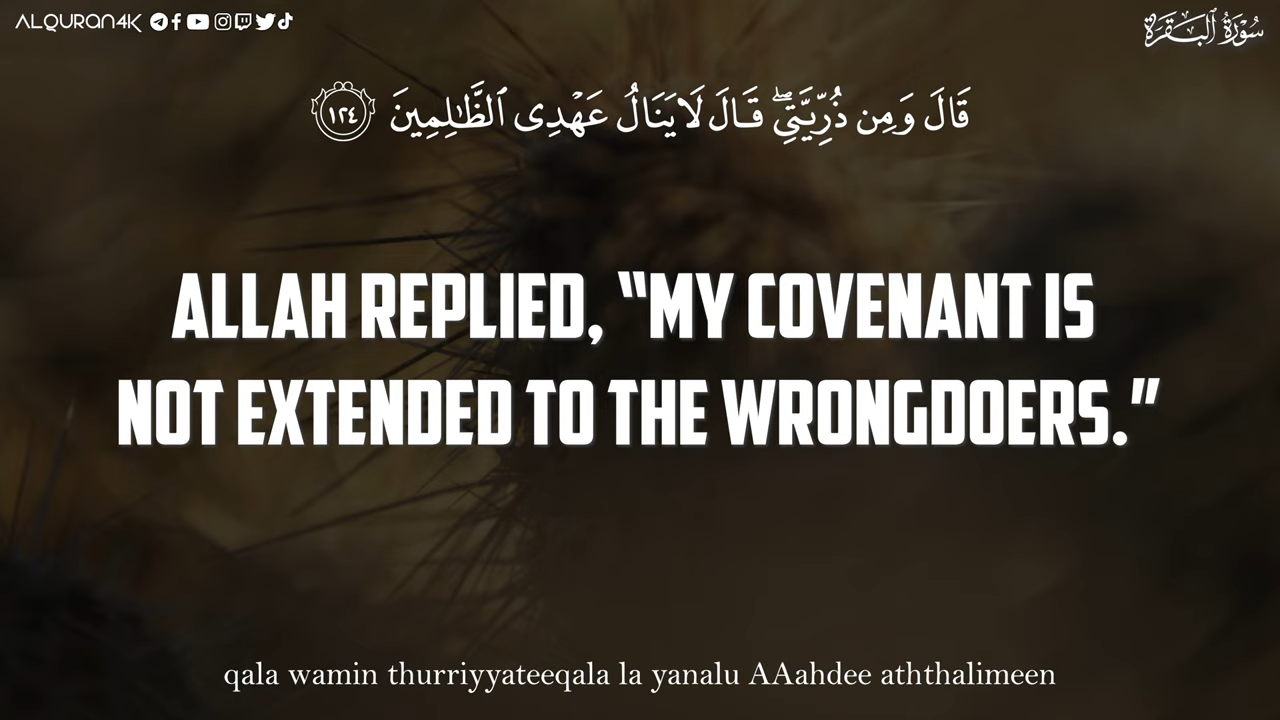 ALQURAN4K
سُورَةُ ٱلْبَقَرَةِ
قَالَ وَمِن ذُرِّيَّتِيۖ قَالَ لَا يَنَالُ عَهْدِى ٱلظَّـٰلِمِينَ ١٢٤
ALLAH REPLIED, “MY COVENANT IS
NOT EXTENDED TO THE WRONGDOERS.”
qala wamin thurriyyateeqala la yanalu AAahdee aththalimeen